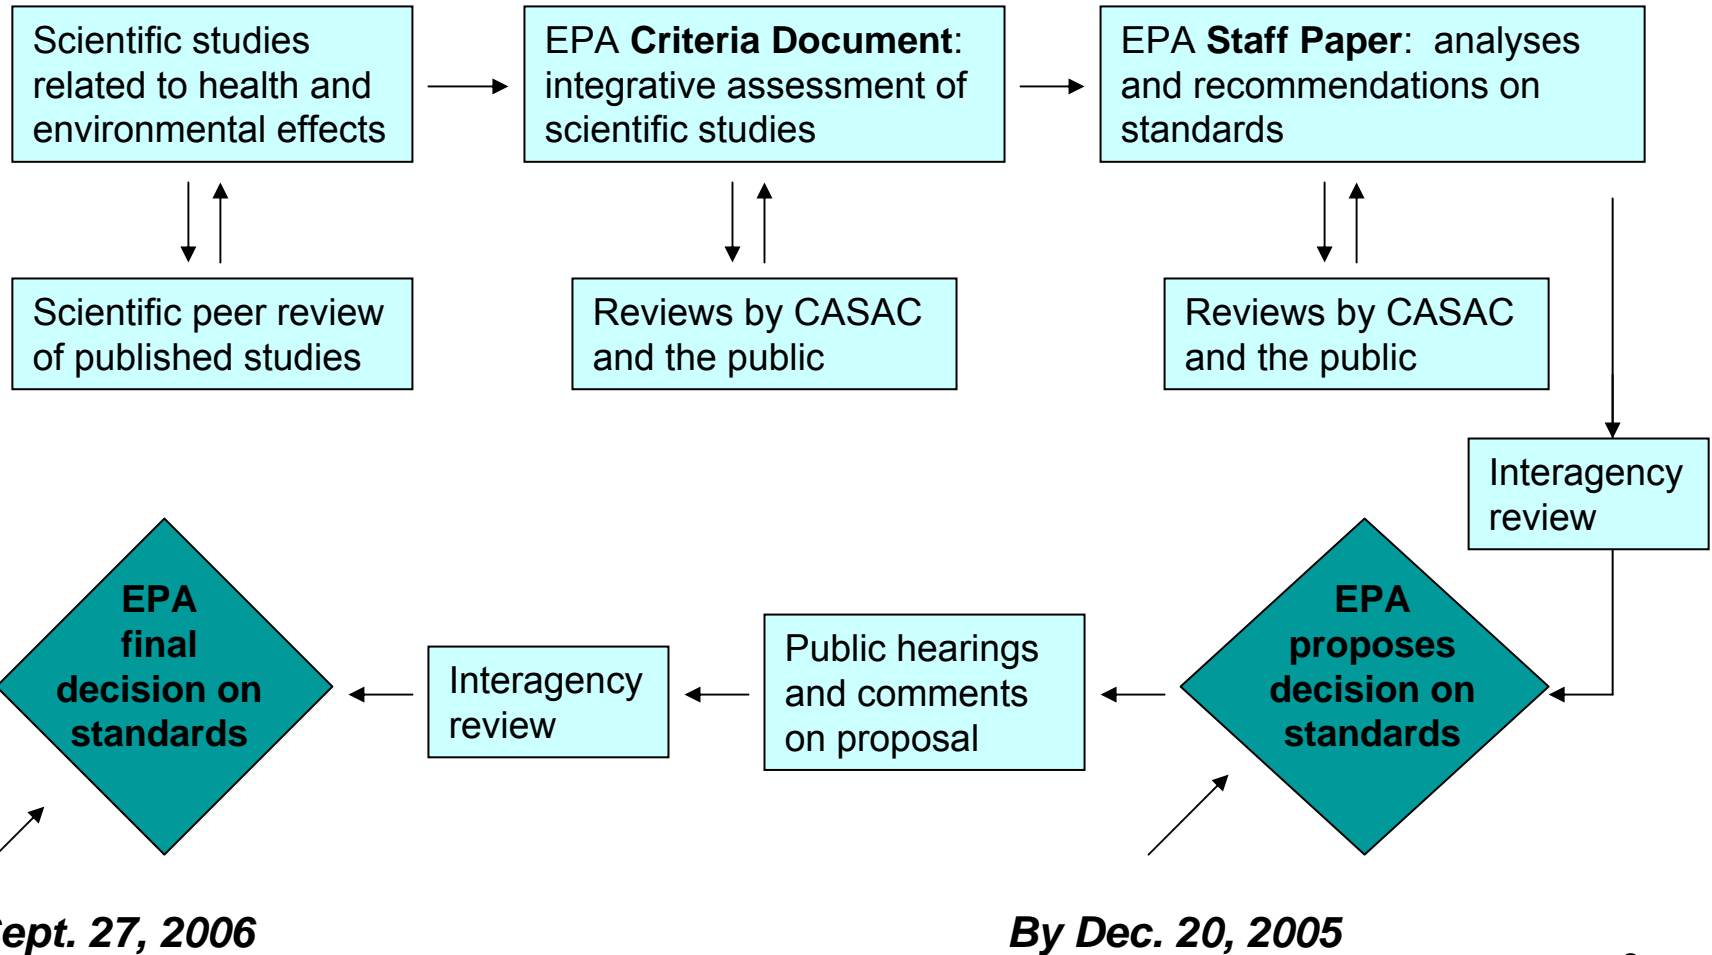 Scientific studies
related to health and
environmental effects
EPA Criteria Document:
integrative assessment of
scientific studies
EPA Staff Paper: analyses
and recommendations on
standards
Scientific peer review
of published studies
Reviews by CASAC
and the public
Reviews by CASAC
and the public
Interagency
review
EPA
final
decision on
standards
Interagency
review
Public hearings
and comments
on proposal
EPA
proposes
decision on
standards
Sept. 27, 2006
By Dec. 20, 2005